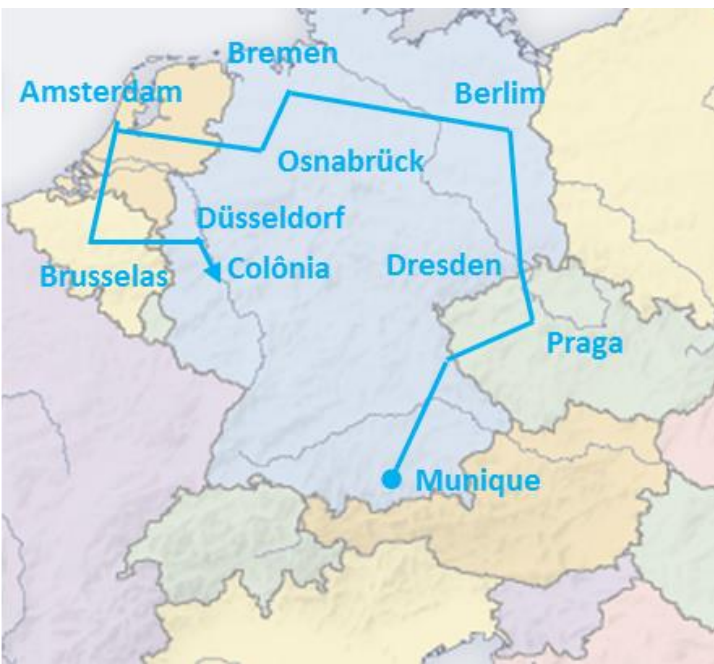 Bremen
Amsterdam
Berlim
Osnabrück
Düsseldorf
Brusselas
Colônia
Dresden
Praga
Munique